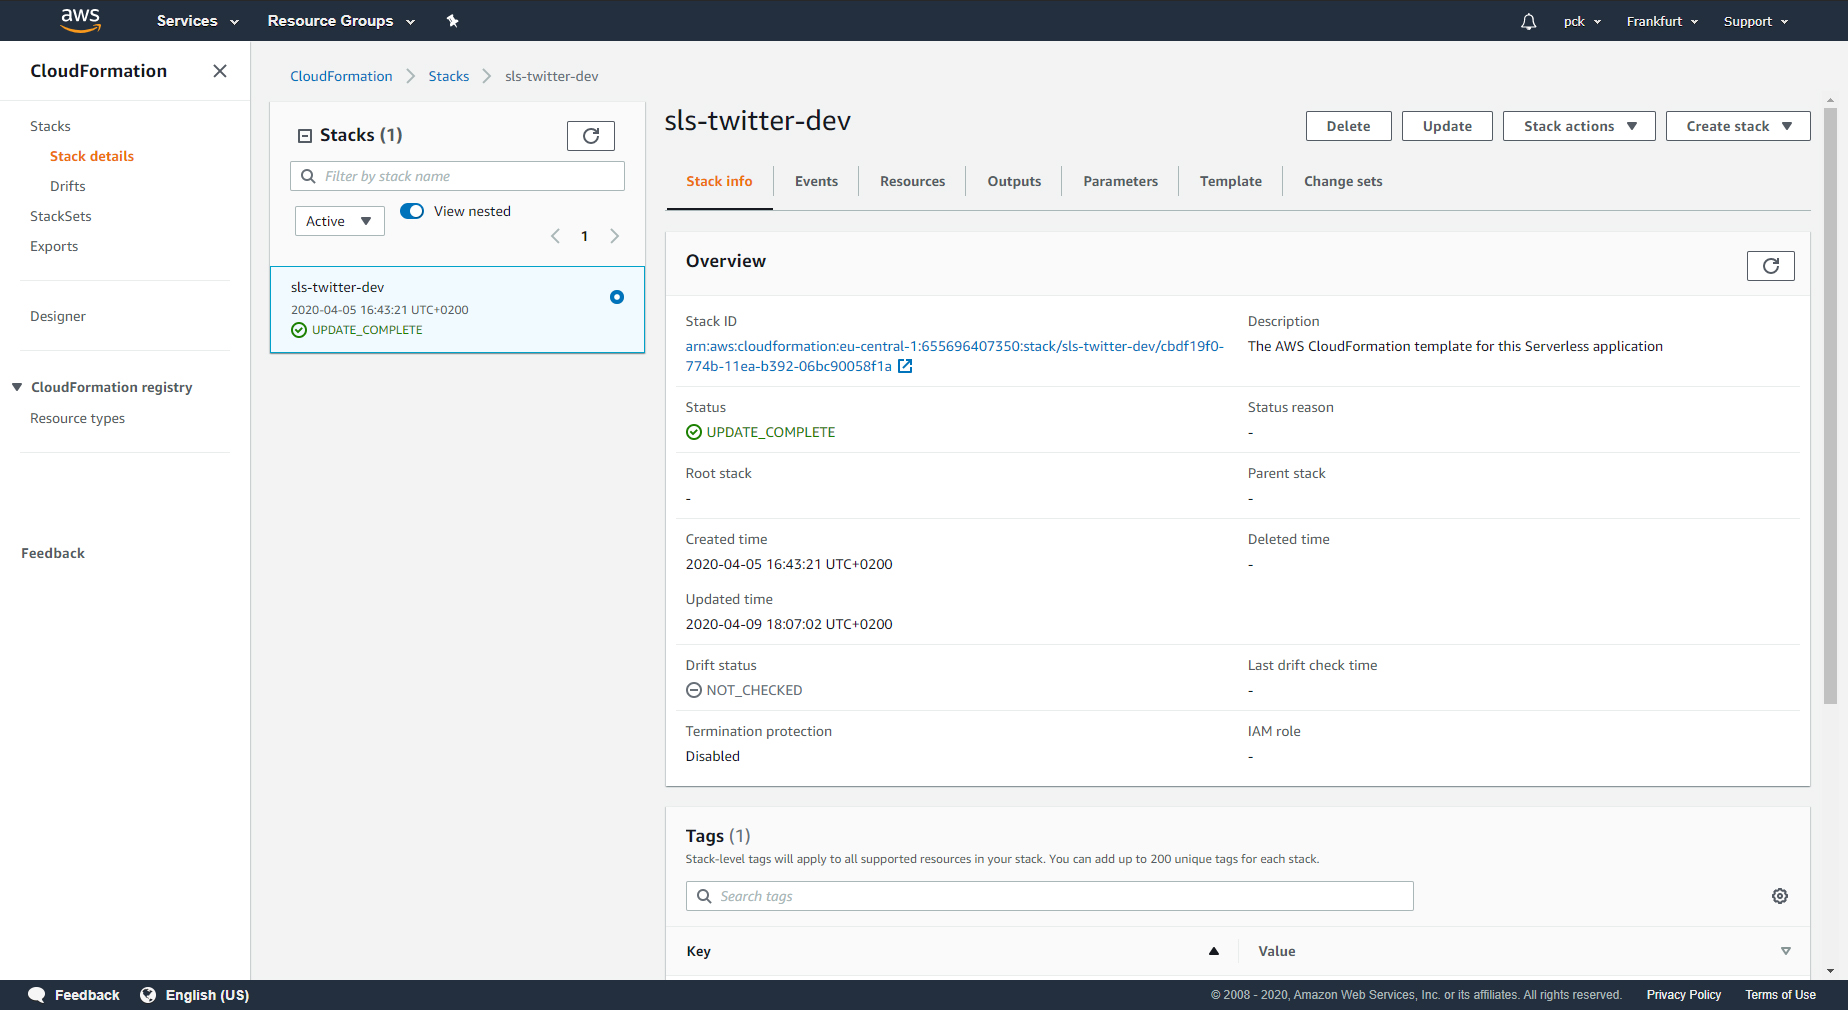 aws Services Resource Groups pck Frankfurt Support
CloudFormation
Stacks
Stack details
Drifts
StackSets
Exports
Designer
CloudFormation registry
Resource types
Feedback
CloudFormation Stacks sls-twitter-dev
Stacks (1)
Filter by stack name
Active View nested
1
sls-twitter-dev
2020-04-05 16:43:21 UTC+0200
UPDATE_COMPLETE
sls-twitter-dev
Delete Update Stack actions Create stack
Stack info Events Resources Outputs Parameters Template Change sets
Overview
Stack ID
arn:aws:cloudformation:eu-central-1:655696407350:stack/sls-twitter-dev/cbdf19f0-
774b-11ea-b392-06bc90058f1a
Description
The AWS CloudFormation template for this Serverless application
Status
UPDATE_COMPLETE
Status reason
-
Root stack
-
Parent stack
-
Created time
2020-04-05 16:43:21 UTC+0200
Deleted time
-
Updated time
2020-04-09 18:07:02 UTC+0200
Drift status
NOT_CHECKED
Last drift check time
-
Termination protection
Disabled
IAM role
-
Tags (1)
Stack-level tags will apply to all supported resources in your stack. You can add up to 200 unique tags for each stack.
Search tags
Key Value
Feedback English (US) © 2008 - 2020, Amazon Web Services, Inc. or its affiliates. All rights reserved. Privacy Policy Terms of Use